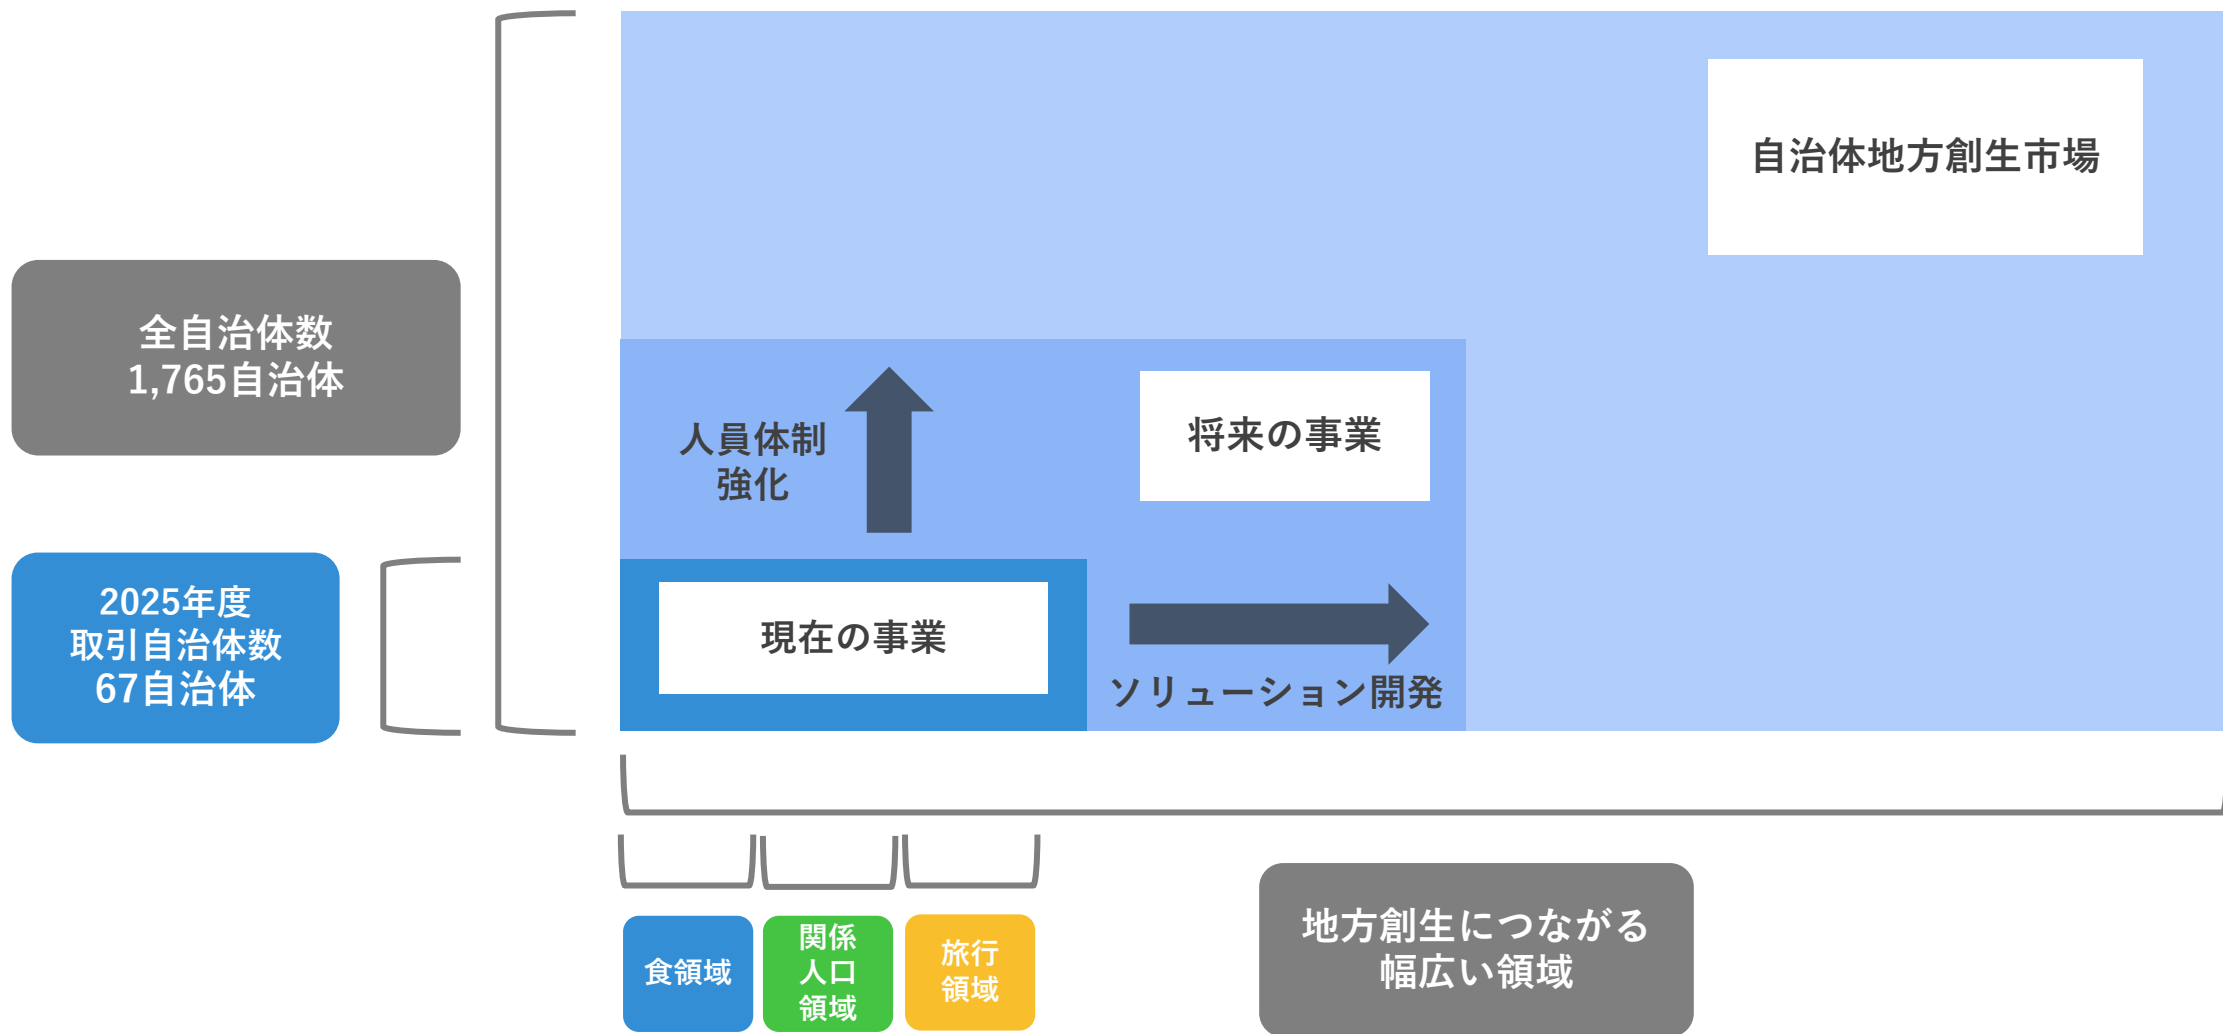 自治体地方創生市場
全自治体数
1,765自治体
人員体制
強化
将来の事業
2025年度
取引自治体数
67自治体
現在の事業
ソリューション開発
食領域
関係
人口
領域
旅行
領域
地方創生につながる
幅広い領域